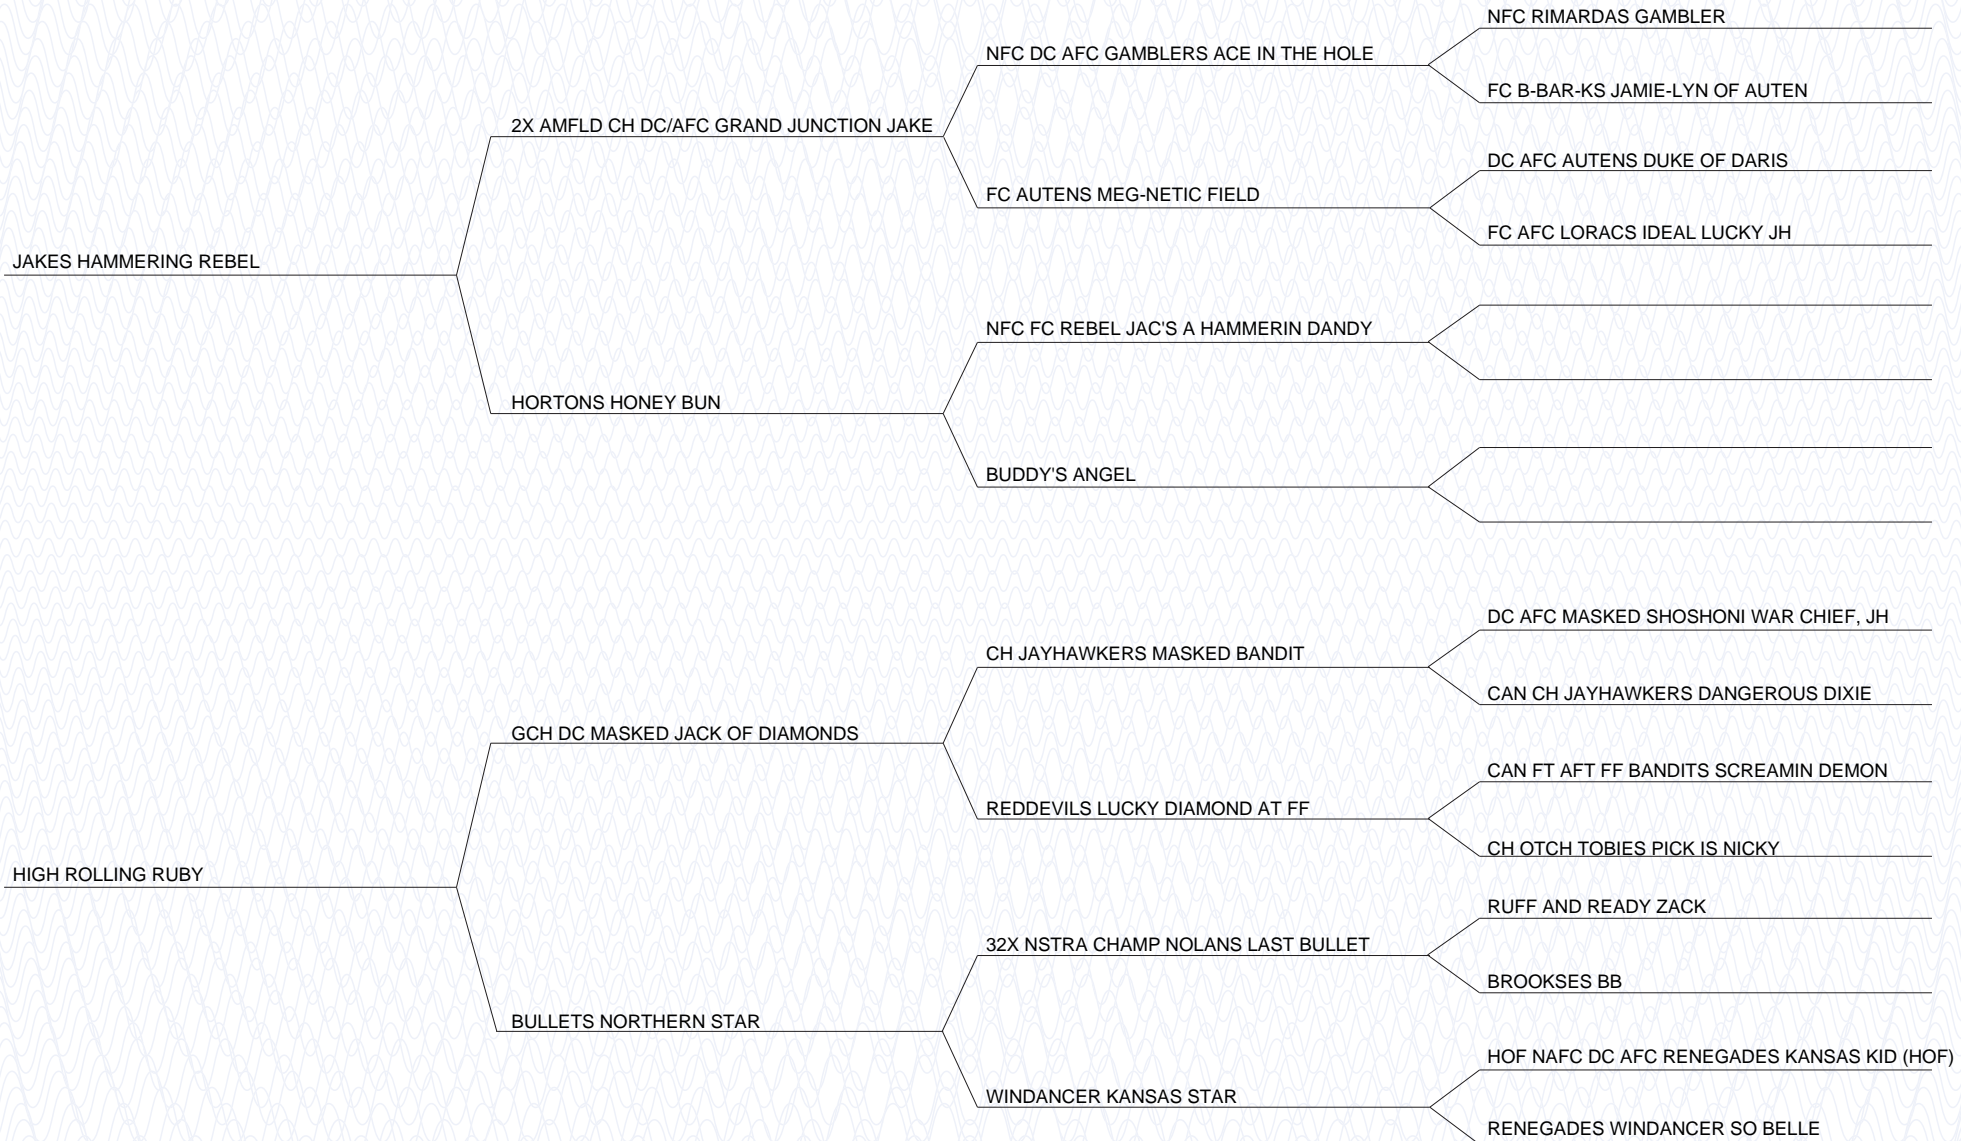 NFC RIMARDAS GAMBLER
NFC DC AFC GAMBLERS ACE IN THE HOLE
FC B-BAR-KS JAMIE-LYN OF AUTEN
2X AMFLD CH DC/AFC GRAND JUNCTION JAKE
DC AFC AUTENS DUKE OF DARIS
FC AUTENS MEG-NETIC FIELD
FC AFC LORACS IDEAL LUCKY JH
JAKES HAMMERING REBEL
NFC FC REBEL JAC'S A HAMMERIN DANDY
HORTONS HONEY BUN
BUDDY'S ANGEL
DC AFC MASKED SHOSHONI WAR CHIEF, JH
CH JAYHAWKERS MASKED BANDIT
CAN CH JAYHAWKERS DANGEROUS DIXIE
GCH DC MASKED JACK OF DIAMONDS
CAN FT AFT FF BANDITS SCREAMIN DEMON
REDDEVILS LUCKY DIAMOND AT FF
CH OTCH TOBIES PICK IS NICKY
HIGH ROLLING RUBY
RUFF AND READY ZACK
32X NSTRA CHAMP NOLANS LAST BULLET
BROOKSES BB
BULLETS NORTHERN STAR
HOF NAFC DC AFC RENEGADES KANSAS KID (HOF)
WINDANCER KANSAS STAR
RENEGADES WINDANCER SO BELLE